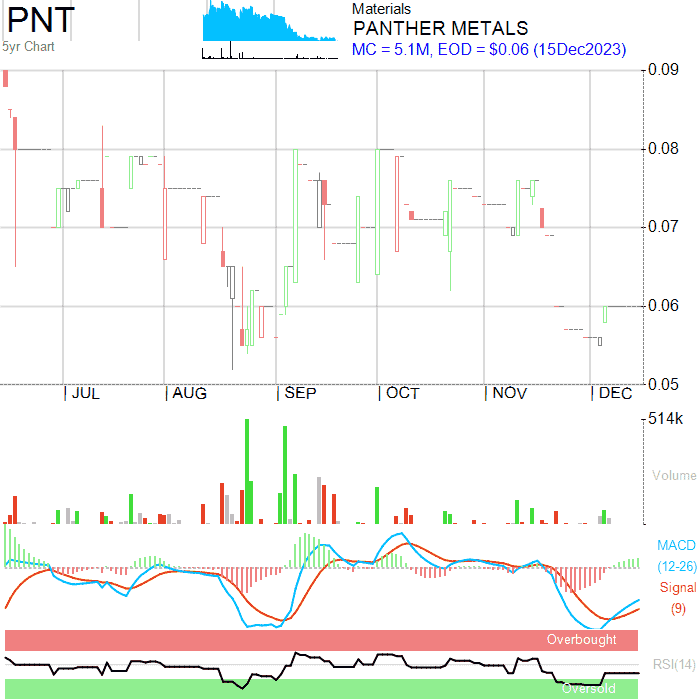 PNT
5yr Chart
Materials
PANTHER METALS
MC = 5.1M, EOD = $0.06 (15Dec2023)
0.09
0.08
0.07
0.06
0.05
| JUL | AUG | SEP | OCT | NOV | DEC
514k
Volume
MACD
(12-26)
Signal
(9)
Overbought
RSI(14)
Oversold